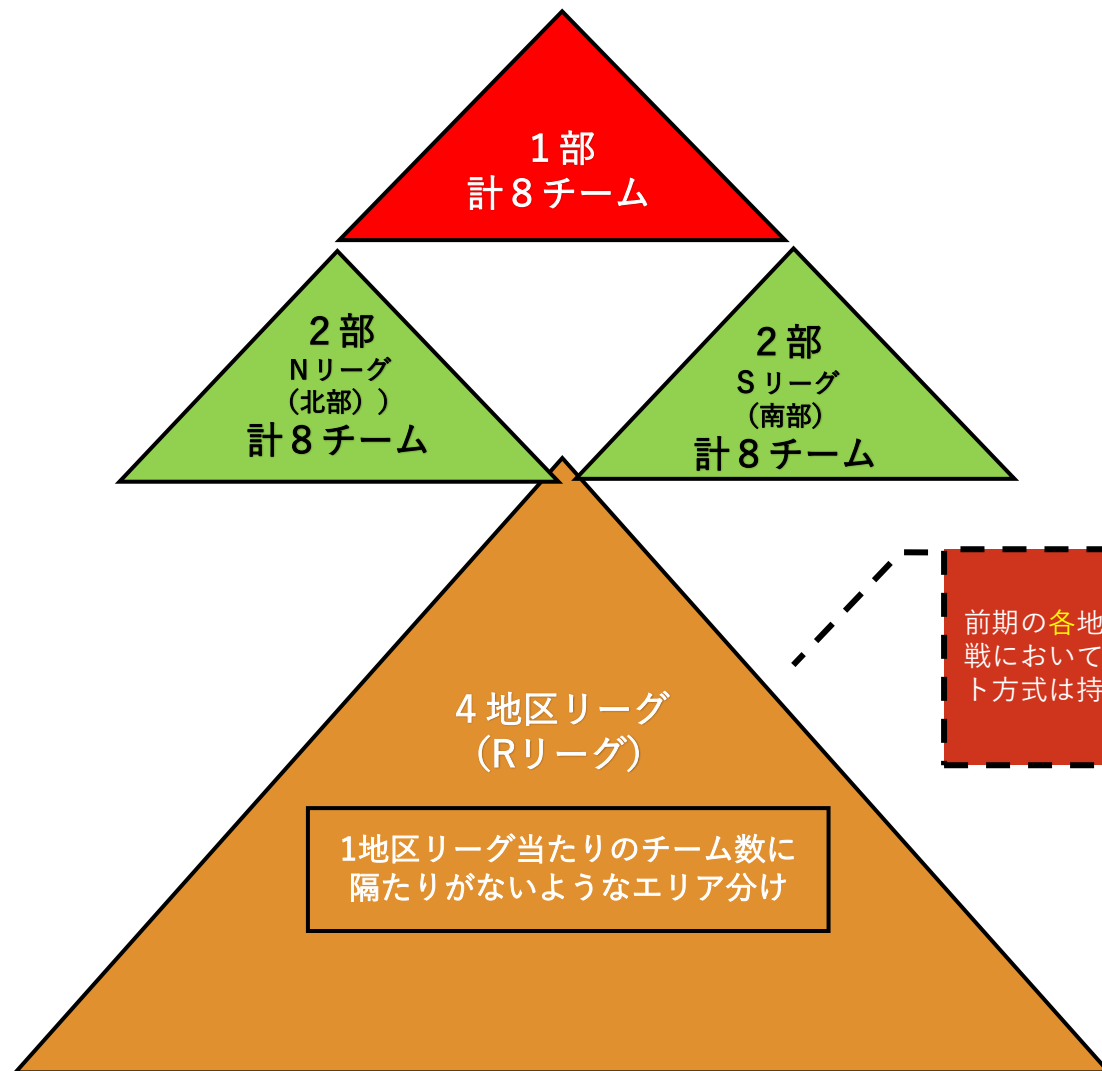 1部
計8チーム
2部
Nリーグ
(北部))
計8チーム
2部
Sリーグ
(南部)
計8チーム
前期の各地
戦において
ト方式は持
4地区リーグ
(Rリーグ)
1地区リーグ当たりのチーム数に
隔たりがないようなエリア分け